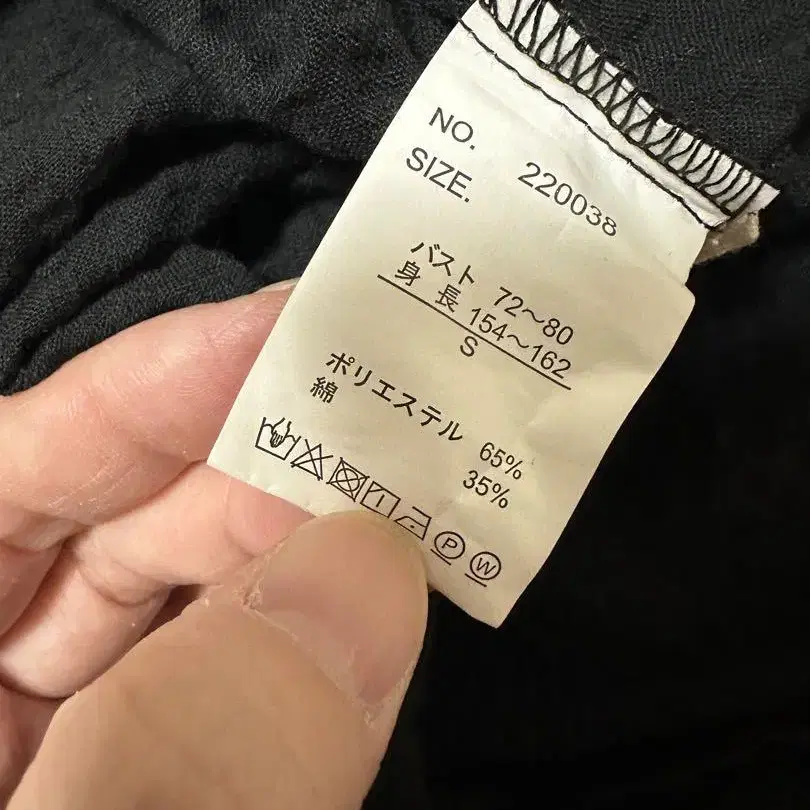 NO. 220038
SIZE.
バスト 72～80
身長 154～162
S
ポリエステル 65%
綿 35%
P W